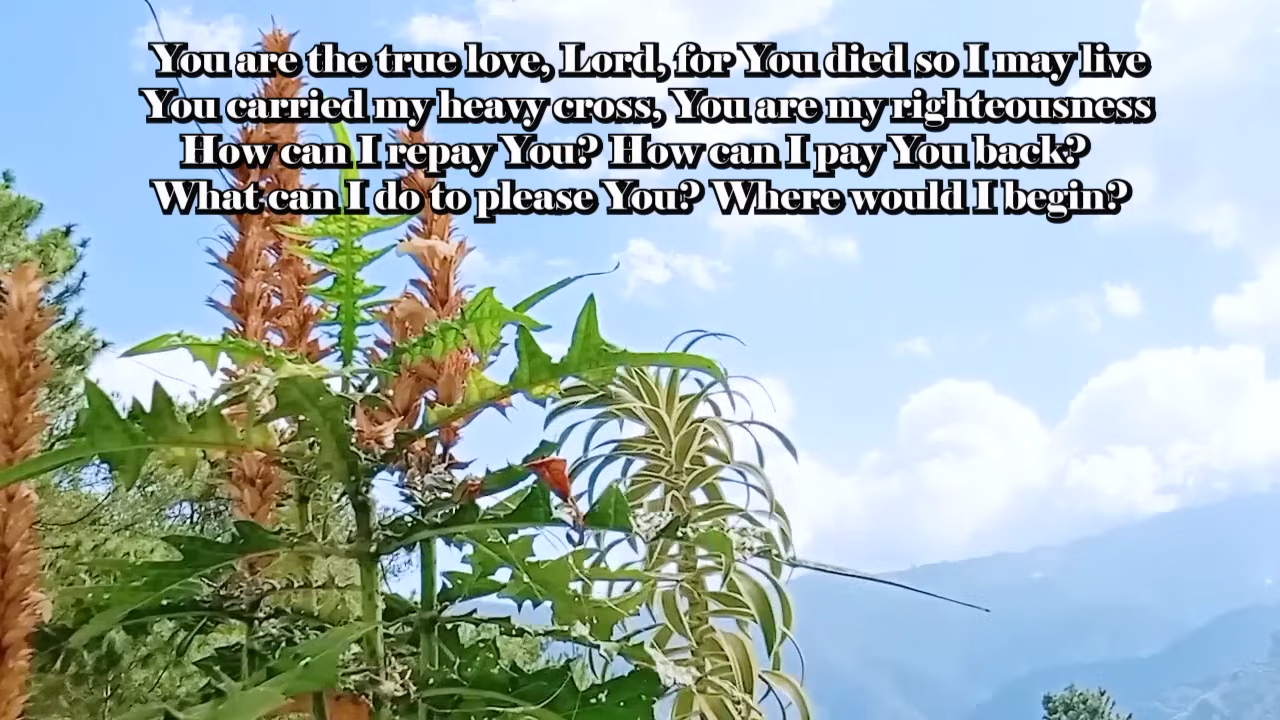 You are the true love, Lord, for You died so I may live
You carried my heavy cross, You are my righteousness
How can I repay You? How can I pay You back?
What can I do to please You? Where would I begin?